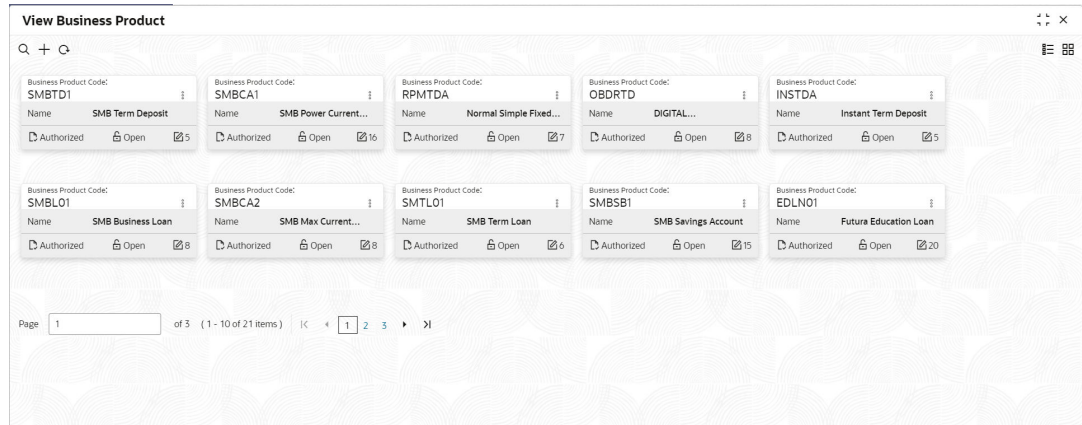 View Business Product
Business Product Code: Business Product Code: Business Product Code: Business Product Code: Business Product Code:
SMBTD1 SMBCA1 RPMTDA OBDRTD INSTDA
Name SMB Term Deposit Name SMB Power Current... Name Normal Simple Fixed... Name DIGITAL... Name Instant Term Deposit
Authorized Open 5 Authorized Open 16 Authorized Open 7 Authorized Open 8 Authorized Open 5
Business Product Code: Business Product Code: Business Product Code: Business Product Code: Business Product Code:
SMBL01 SMBCA2 SMTL01 SMBSB1 EDLN01
Name SMB Business Loan Name SMB Max Current... Name SMB Term Loan Name SMB Savings Account Name Futura Education Loan
Authorized Open 8 Authorized Open 8 Authorized Open 6 Authorized Open 15 Authorized Open 20
Page 1 of 3 (1 - 10 of 21 items) 1 2 3